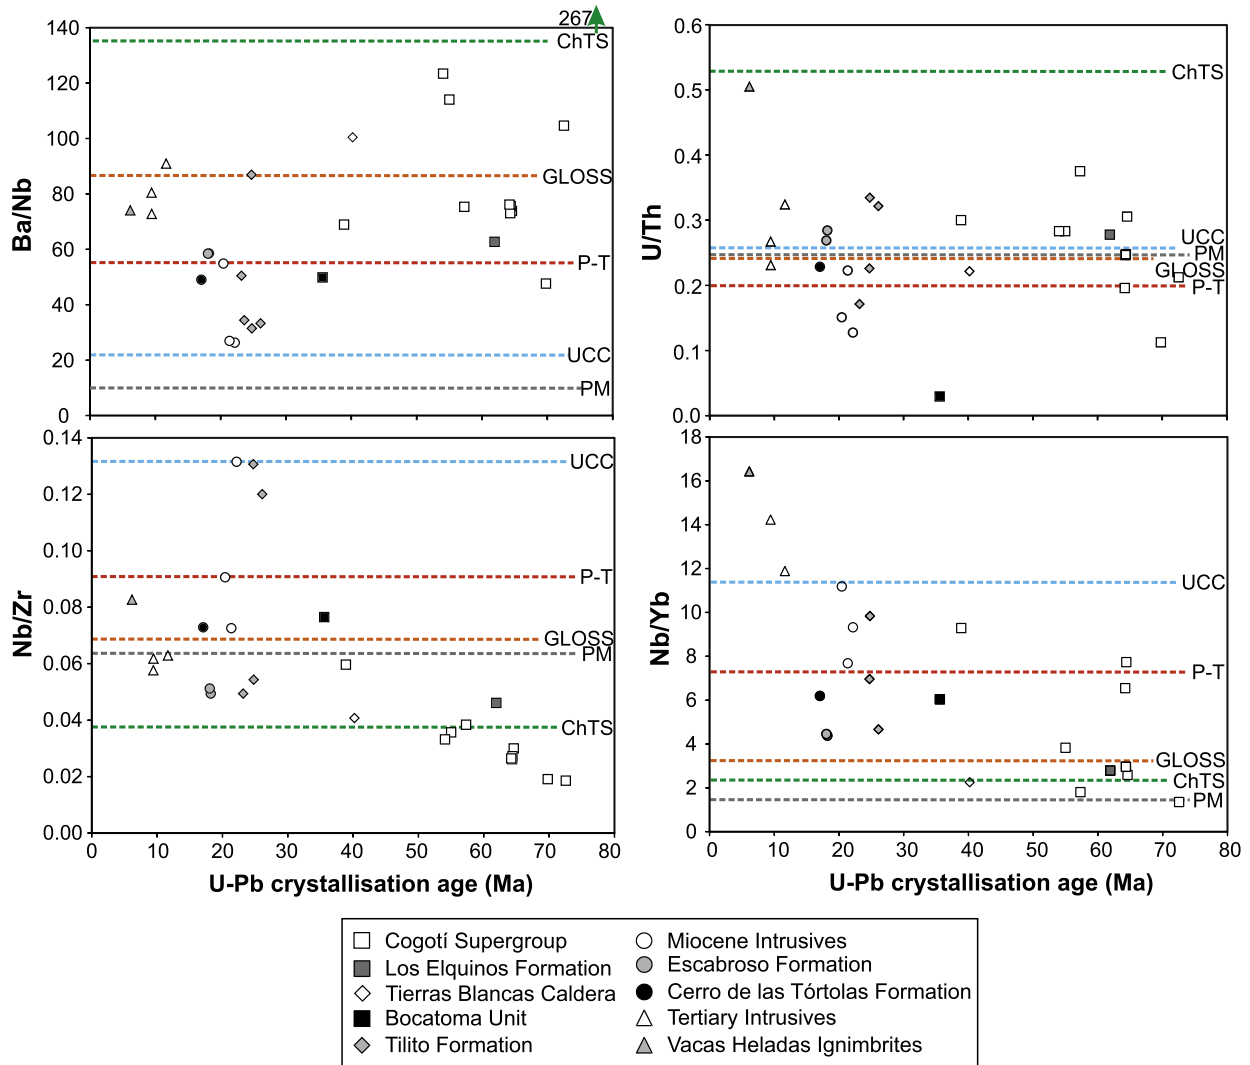 267
140
120
100
80
60
40
20
0
Ba/Nb
ChTS
GLOSS
P-T
UCC
PM
0.6
0.5
0.4
0.3
0.2
0.1
0.0
U/Th
ChTS
UCC
PM
GLOSS
P-T
0.14
0.12
0.10
0.08
0.06
0.04
0.02
0.00
Nb/Zr
UCC
P-T
GLOSS
PM
ChTS
0 10 20 30 40 50 60 70 80
U-Pb crystallisation age (Ma)
18
16
14
12
10
8
6
4
2
0
Nb/Yb
UCC
P-T
GLOSS
ChTS
PM
0 10 20 30 40 50 60 70 80
U-Pb crystallisation age (Ma)
Cogotí Supergroup
Los Elquinos Formation
Tierras Blancas Caldera
Bocatoma Unit
Tilito Formation
Miocene Intrusives
Escabroso Formation
Cerro de las Tórtolas Formation
Tertiary Intrusives
Vacas Heladas Ignimbrites